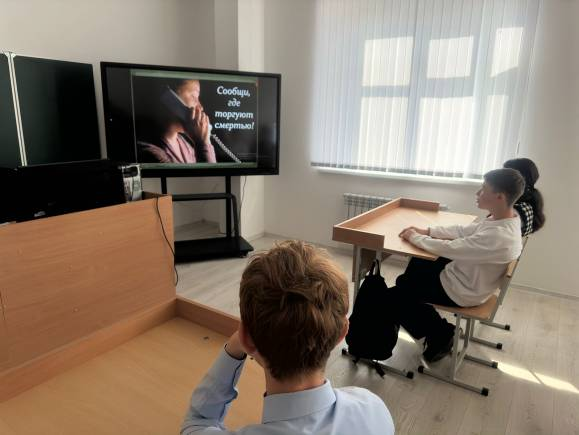 Сообщи,
где
торгуют
смертью!